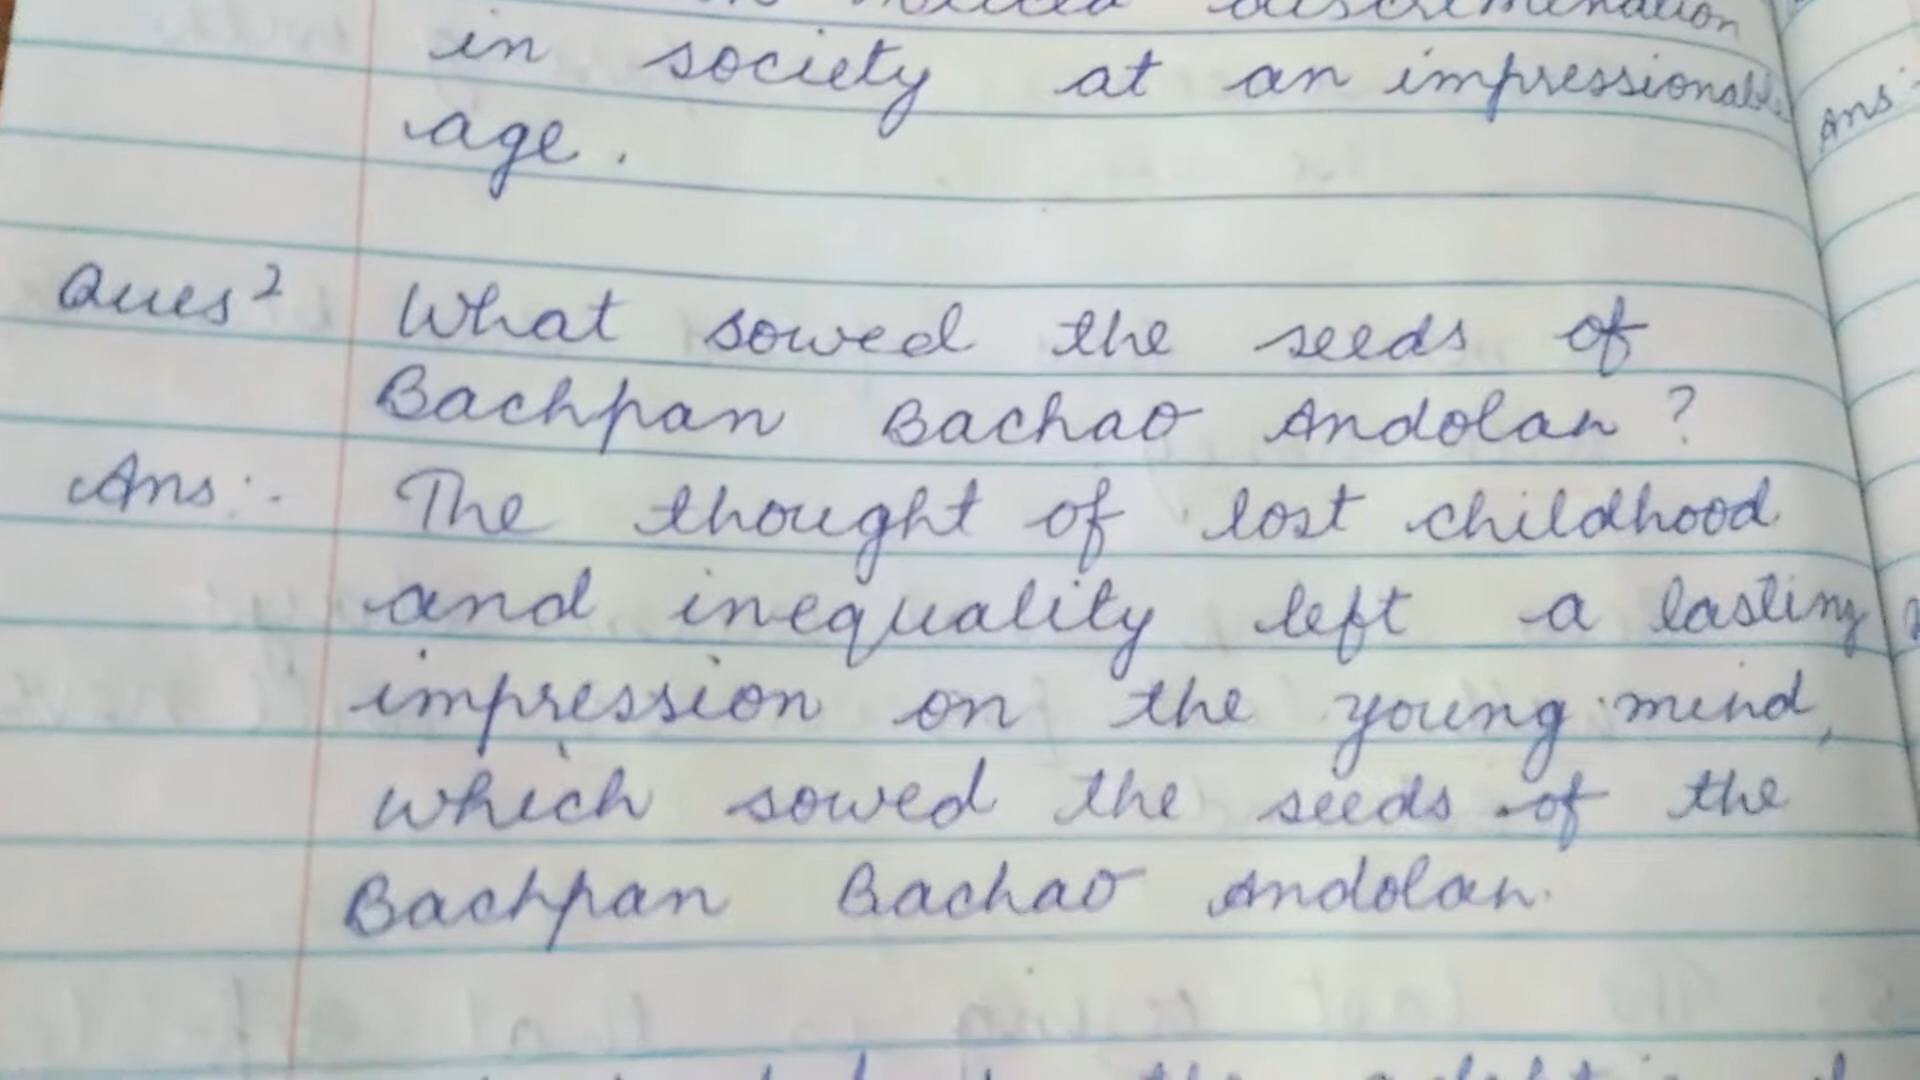 noticed discrimination
in society at an impressionable
age.
Ques 2 What sowed the seeds of
Bachpan Bachao Andolan ?
Ans :- The thought of lost childhood
and inequality left a lasting
impression on the young mind,
which sowed the seeds of the
Bachpan Bachao Andolan.
Ans